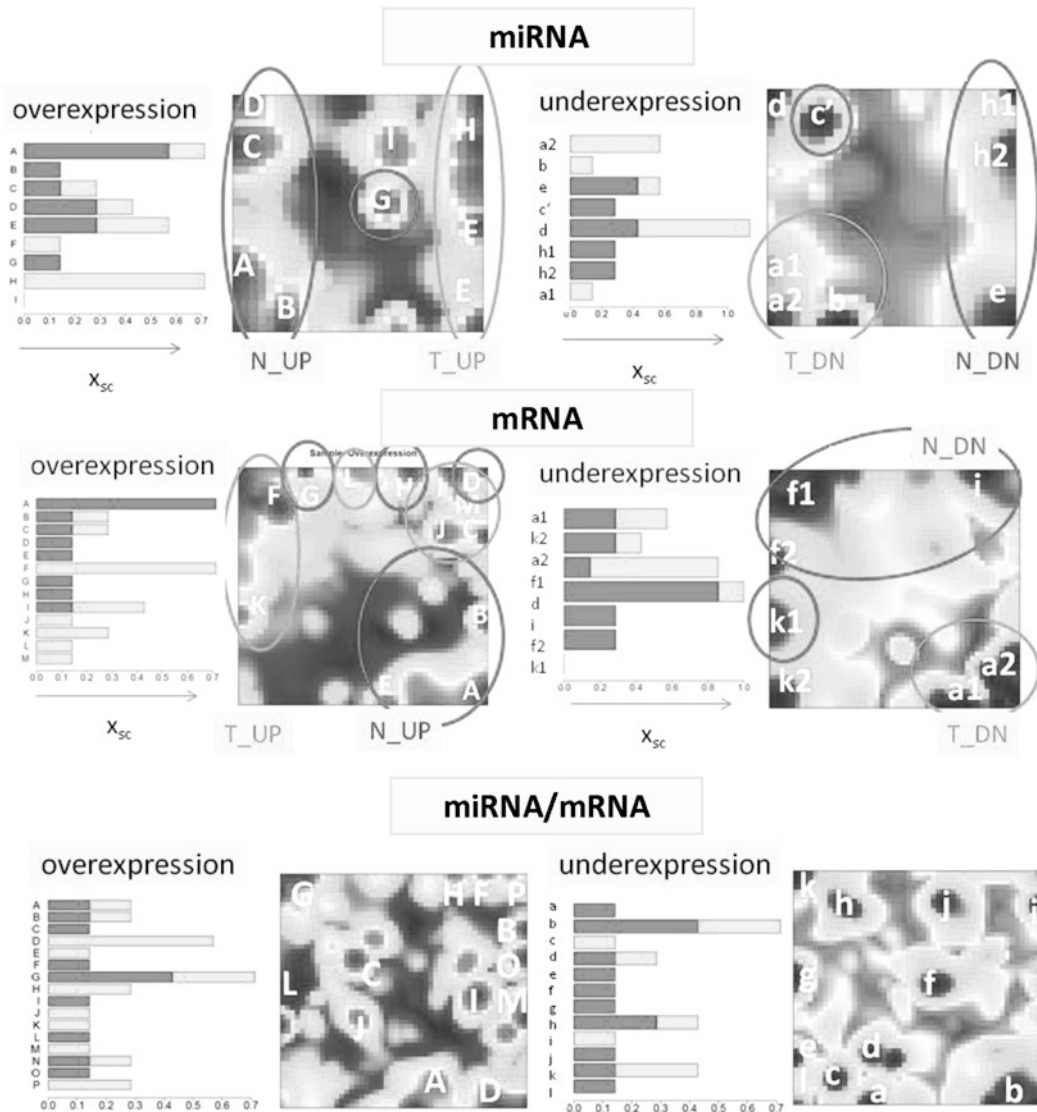 miRNA
overexpression
A
B
C
D
E
F
G
H
I
0.0 0.1 0.2 0.3 0.4 0.5 0.6 0.7
Xsc
D
C
T
H
G
F
A
B
E
N_UP
T_UP
underexpression
a2
b
e
c'
d
h1
h2
a1
0.2 0.4 0.6 0.8 1.0
Xsc
d
c'
h1
h2
a1
a2
b
e
T_DN
N_DN
mRNA
overexpression
A
B
C
D
E
F
G
H
I
J
K
L
M
0.0 0.1 0.2 0.3 0.4 0.5 0.6 0.7
Xsc
F
G
L
D
M
J
C
K
B
E
A
T_UP
N_UP
underexpression
a1
k2
a2
f1
d
i
f2
k1
0.0 0.2 0.4 0.6 0.8 1.0
Xsc
N_DN
f1
i
f2
k1
k2
a2
a1
T_DN
miRNA/mRNA
overexpression
A
B
C
D
E
F
G
H
I
J
K
L
M
N
O
P
0.0 0.1 0.2 0.3 0.4 0.5 0.6 0.7
G
H F P
B
C
O
L
I
M
A
D
underexpression
a
b
c
d
e
f
g
h
i
j
k
l
0.0 0.1 0.2 0.3 0.4 0.5 0.6 0.7
k
h
j
i
g
f
e
d
l
c
a
b